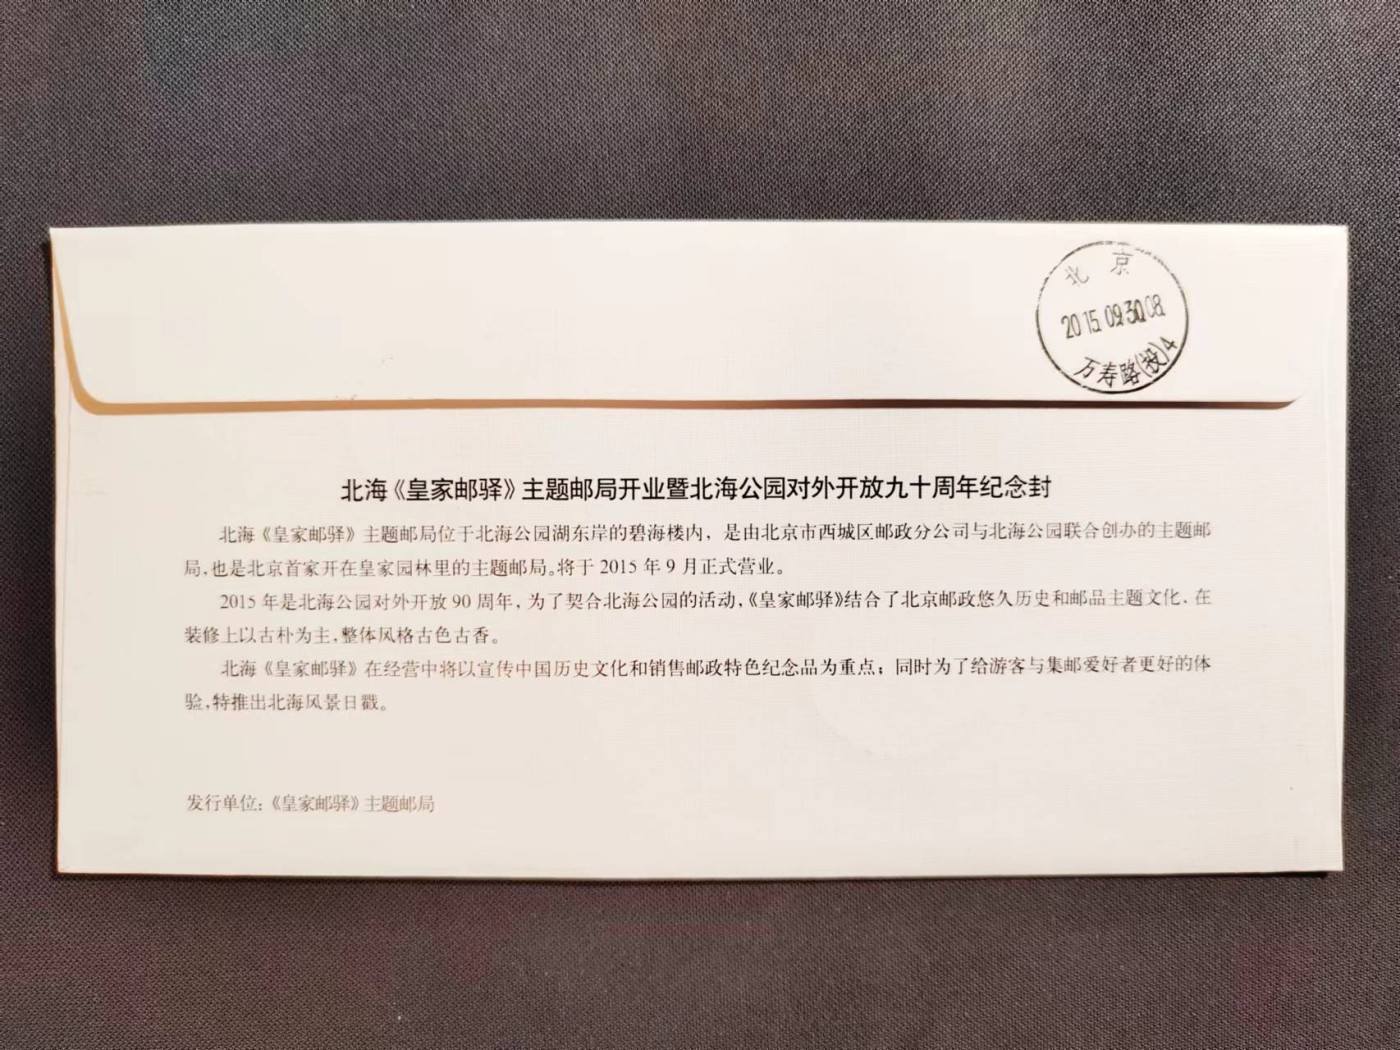 北京
2015.09.30.08
万寿路(投)4
北海《皇家邮驿》主题邮局开业暨北海公园对外开放九十周年纪念封
北海《皇家邮驿》主题邮局位于北海公园湖东岸的碧海楼内，是由北京市西城区邮政分公司与北海公园联合创办的主题邮
局,也是北京首家开在皇家园林里的主题邮局。将于 2015 年 9 月正式营业。
2015 年是北海公园对外开放 90 周年，为了契合北海公园的活动，《皇家邮驿》结合了北京邮政悠久历史和邮品主题文化．在
装修上以古朴为主,整体风格古色古香。
北海《皇家邮驿》在经营中将以宣传中国历史文化和销售邮政特色纪念品为重点；同时为了给游客与集邮爱好者更好的体
验,特推出北海风景日戳。
发行单位：《皇家邮驿》主题邮局